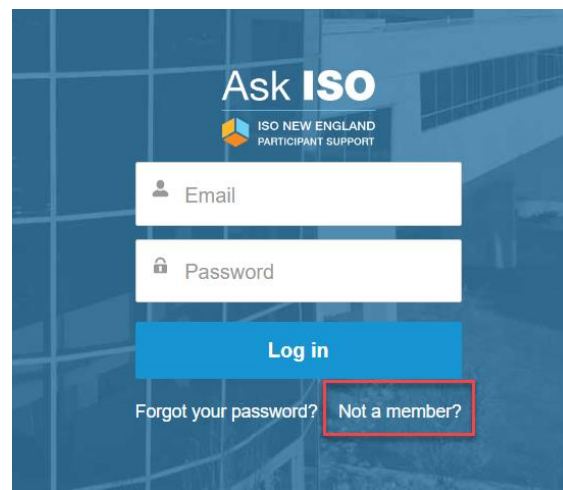 Ask ISO
ISO NEW ENGLAND
PARTICIPANT SUPPORT
Email
Password
Log in
Forgot your password? Not a member?